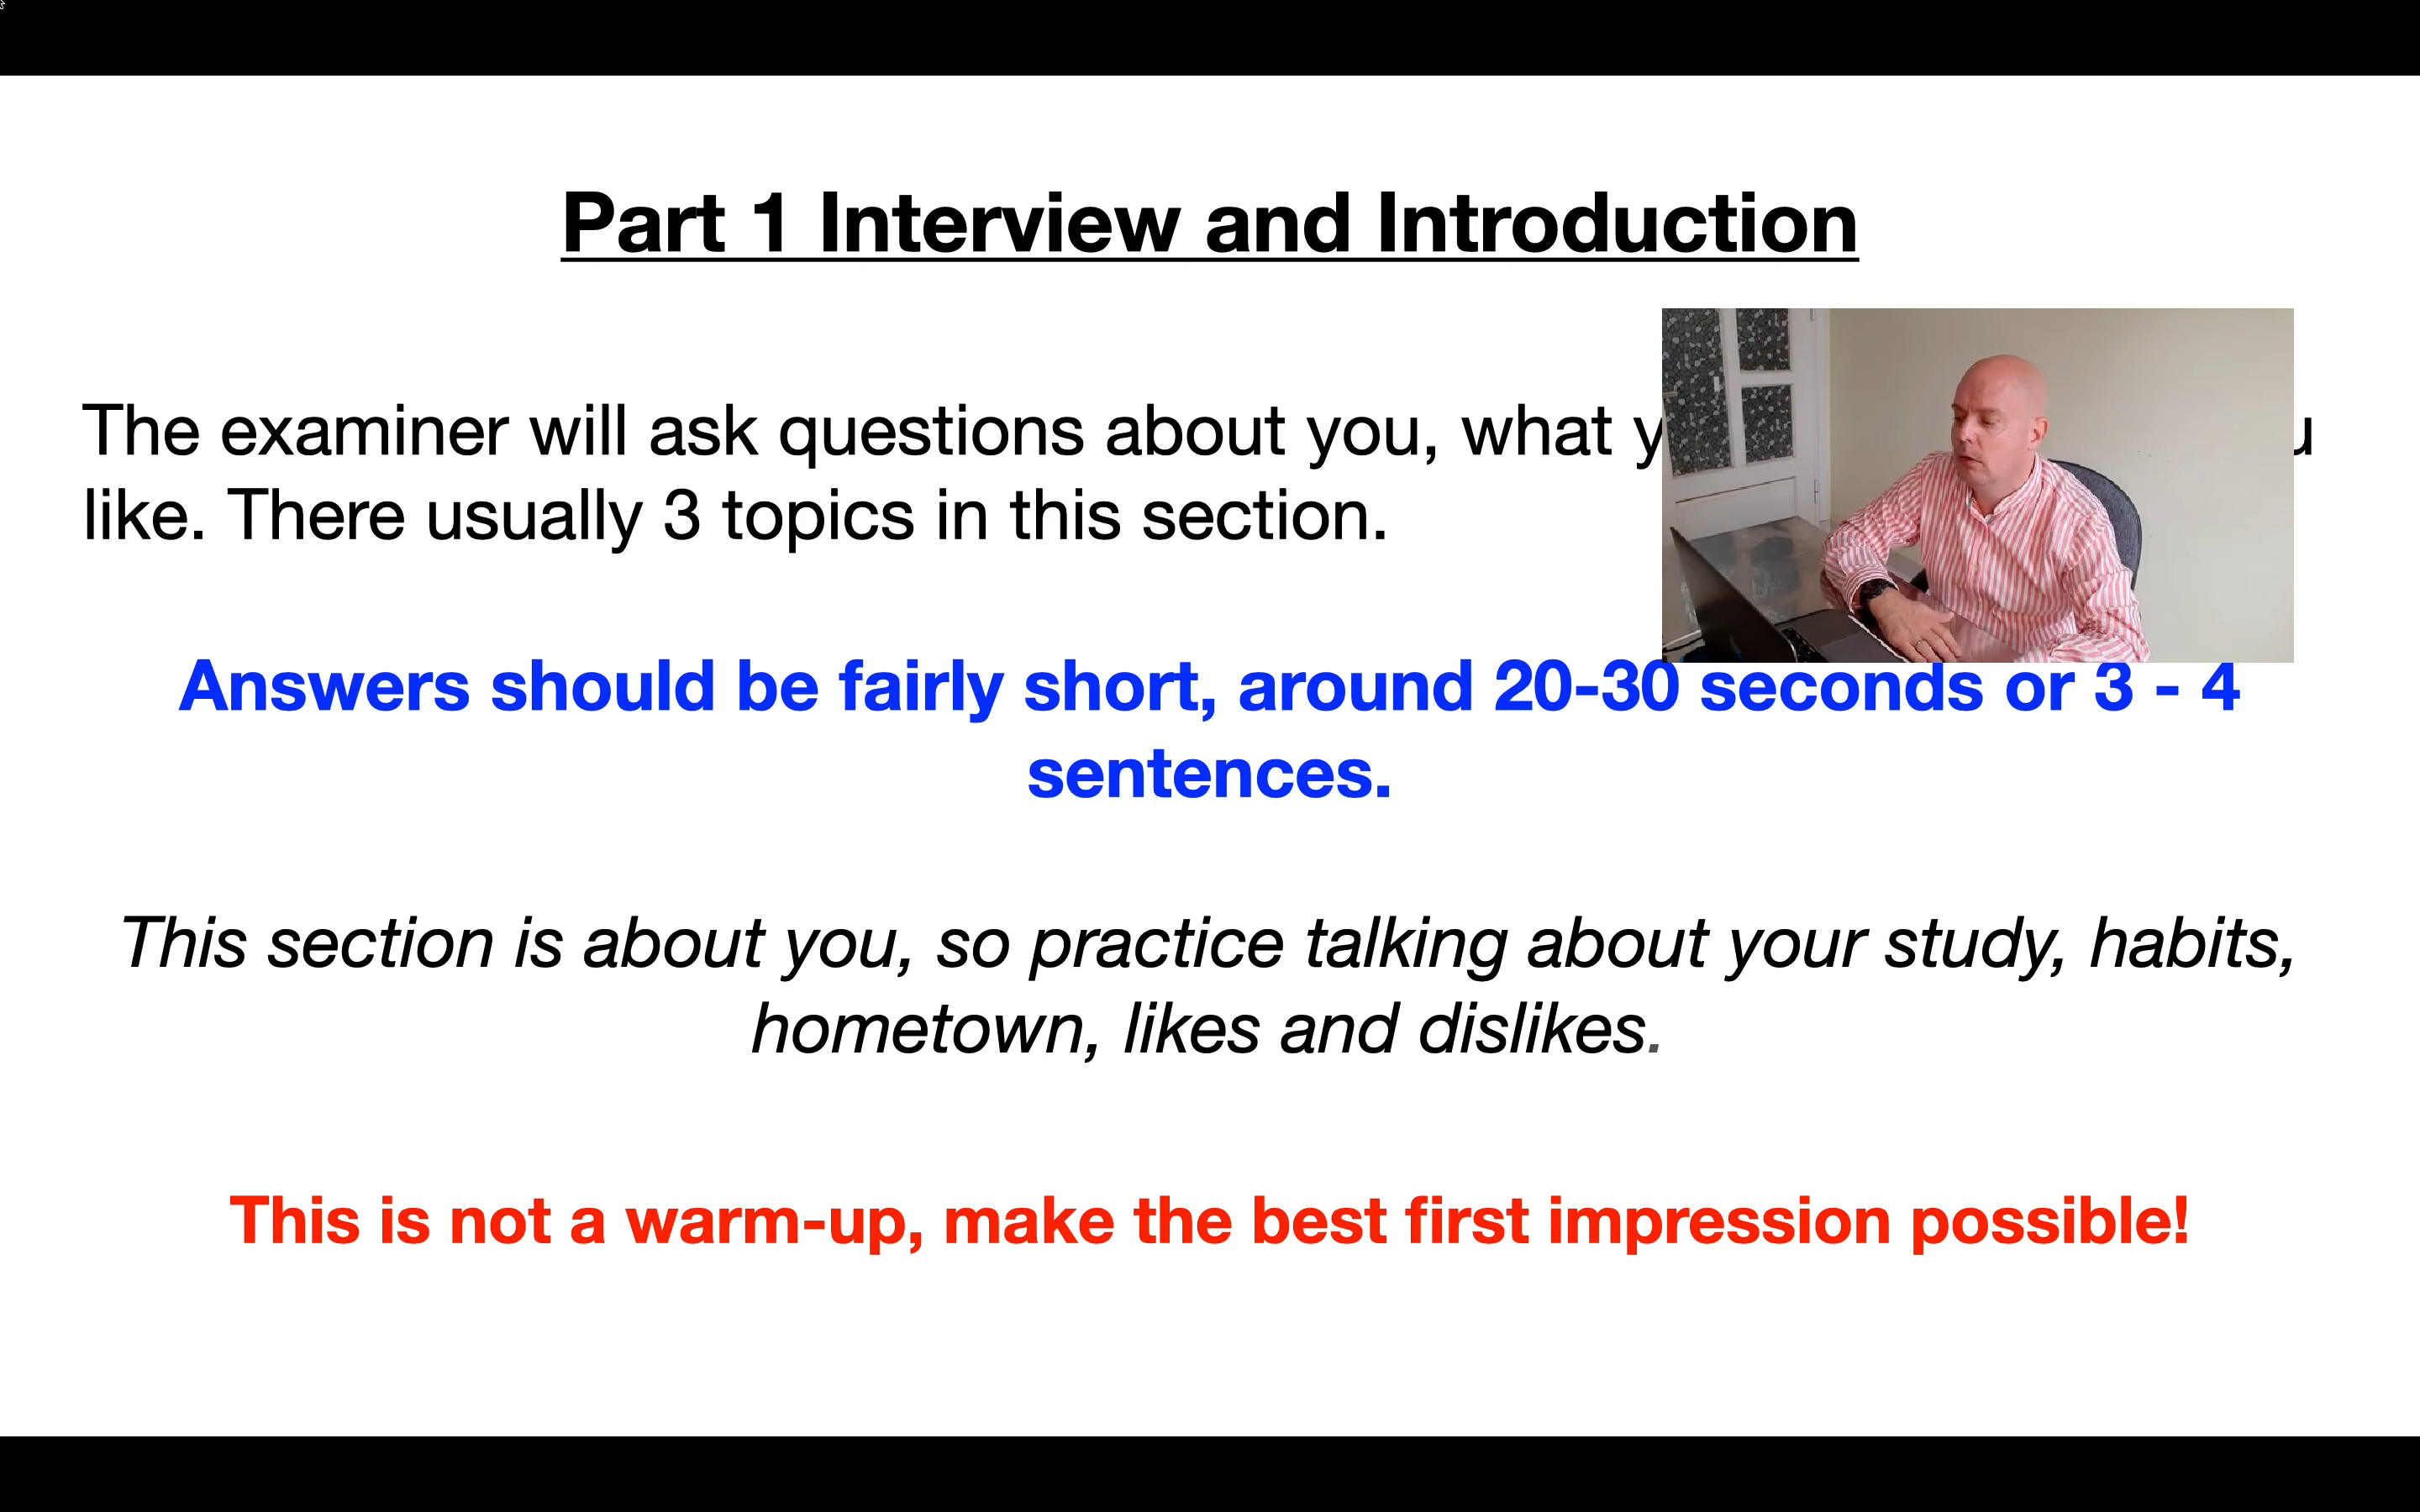 Part 1 Interview and Introduction
The examiner will ask questions about you, what
like. There usually 3 topics in this section.
Answers should be fairly short, around 20-30 seconds or 3 - 4
sentences.
This section is about you, so practice talking about your study, habits,
hometown, likes and dislikes.
This is not a warm-up, make the best first impression possible!